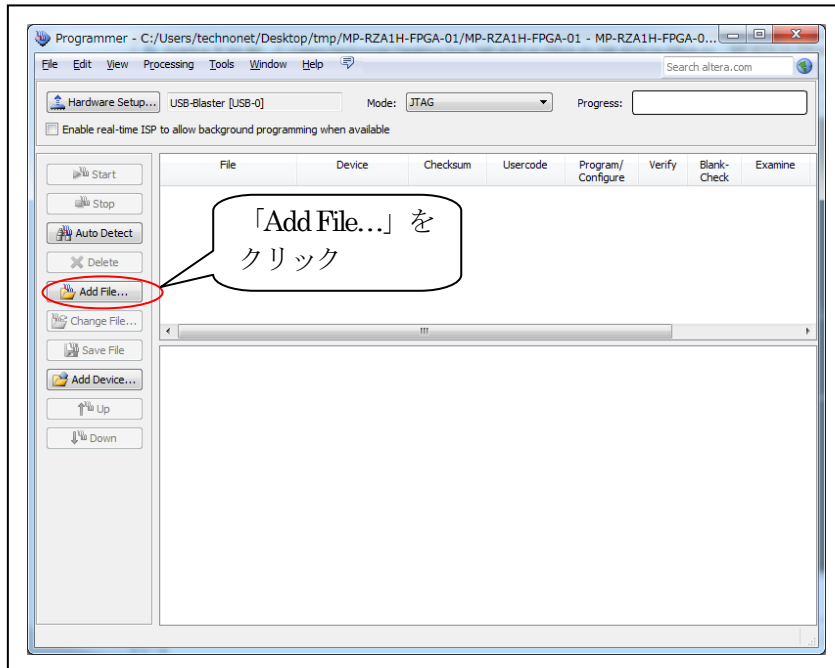 Programmer - C:/Users/technonet/Desktop/tmp/MP-RZA1H-FPGA-01/MP-RZA1H-FPGA-01 - MP-RZA1H-FPGA-0...
File Edit View Processing Tools Window Help
Search altera.com
Hardware Setup... USB-Blaster [USB-0] Mode: JTAG Progress:
Enable real-time ISP to allow background programming when available
File Device Checksum Usercode Program/ Verify Blank- Examine
Configure Check
Start
Stop
Auto Detect
Delete
Add File...
Change File...
Save File
Add Device...
Up
Down
「Add File…」を
クリック